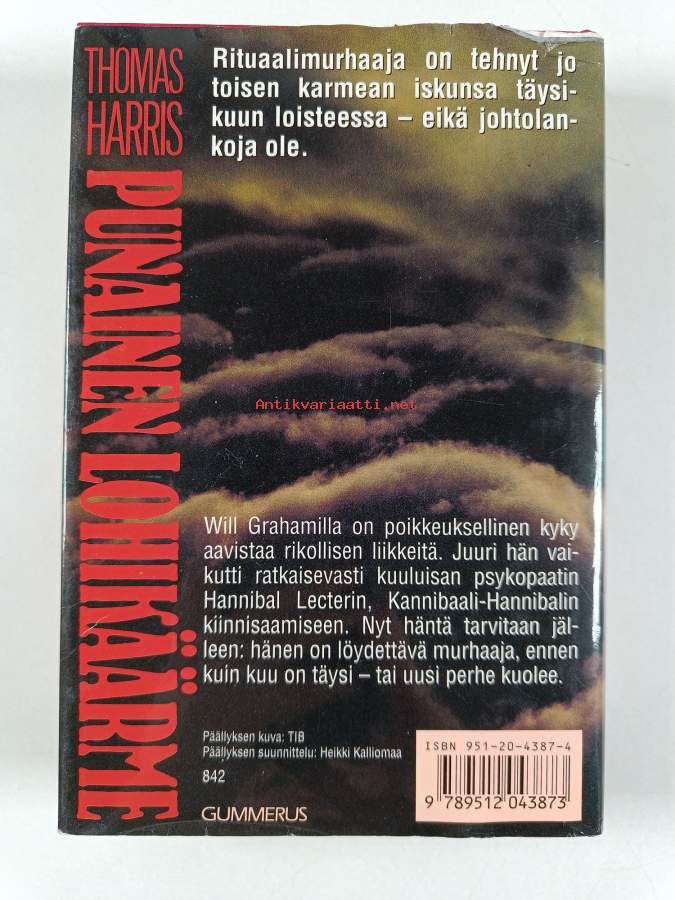 THOMAS
HARRIS
PUNAINEN LOHIKÄÄRME
Rituaalimurhaaja on tehnyt jo
toisen karmean iskunsa täysi-
kuun loisteessa – eikä johtolan-
koja ole.
Antikvariaatti.net
Will Grahamilla on poikkeuksellinen kyky
aavistaa rikollisen liikkeitä. Juuri hän vai-
kutti ratkaisevasti kuuluisan psykopaatin
Hannibal Lecterin, Kannibaali-Hannibalin
kiinnisaamiseen. Nyt häntä tarvitaan jäl-
leen: hänen on löydettävä murhaaja, ennen
kuin kuu on täysi – tai uusi perhe kuolee.
Päällyksen kuva: TIB
Päällyksen suunnittelu: Heikki Kalliomaa
842
GUMMERUS
ISBN 951-20-4387-4
9 789512 043873